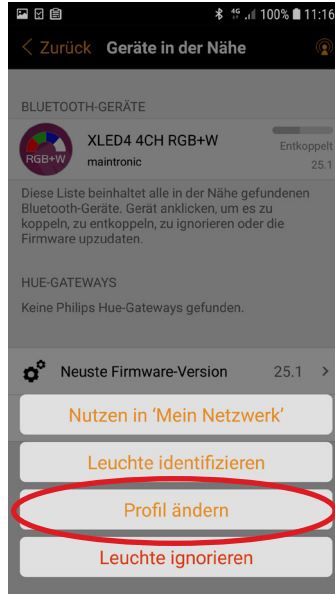 4G 100% 11:16
Zurück Geräte in der Nähe
BLUETOOTH-GERÄTE
XLED4 4CH RGB+W
RGB+W
maintronic
Entkoppelt
25.1
Diese Liste beinhaltet alle in der Nähe gefundenen
Bluetooth-Geräte. Gerät anklicken, um es zu
koppeln, zu entkoppeln, zu ignorieren oder die
Firmware upzudaten.
HUE-GATEWAYS
Keine Philips Hue-Gateways gefunden.
Neuste Firmware-Version 25.1
Nutzen in ‘Mein Netzwerk’
Leuchte identifizieren
Profil ändern
Leuchte ignorieren